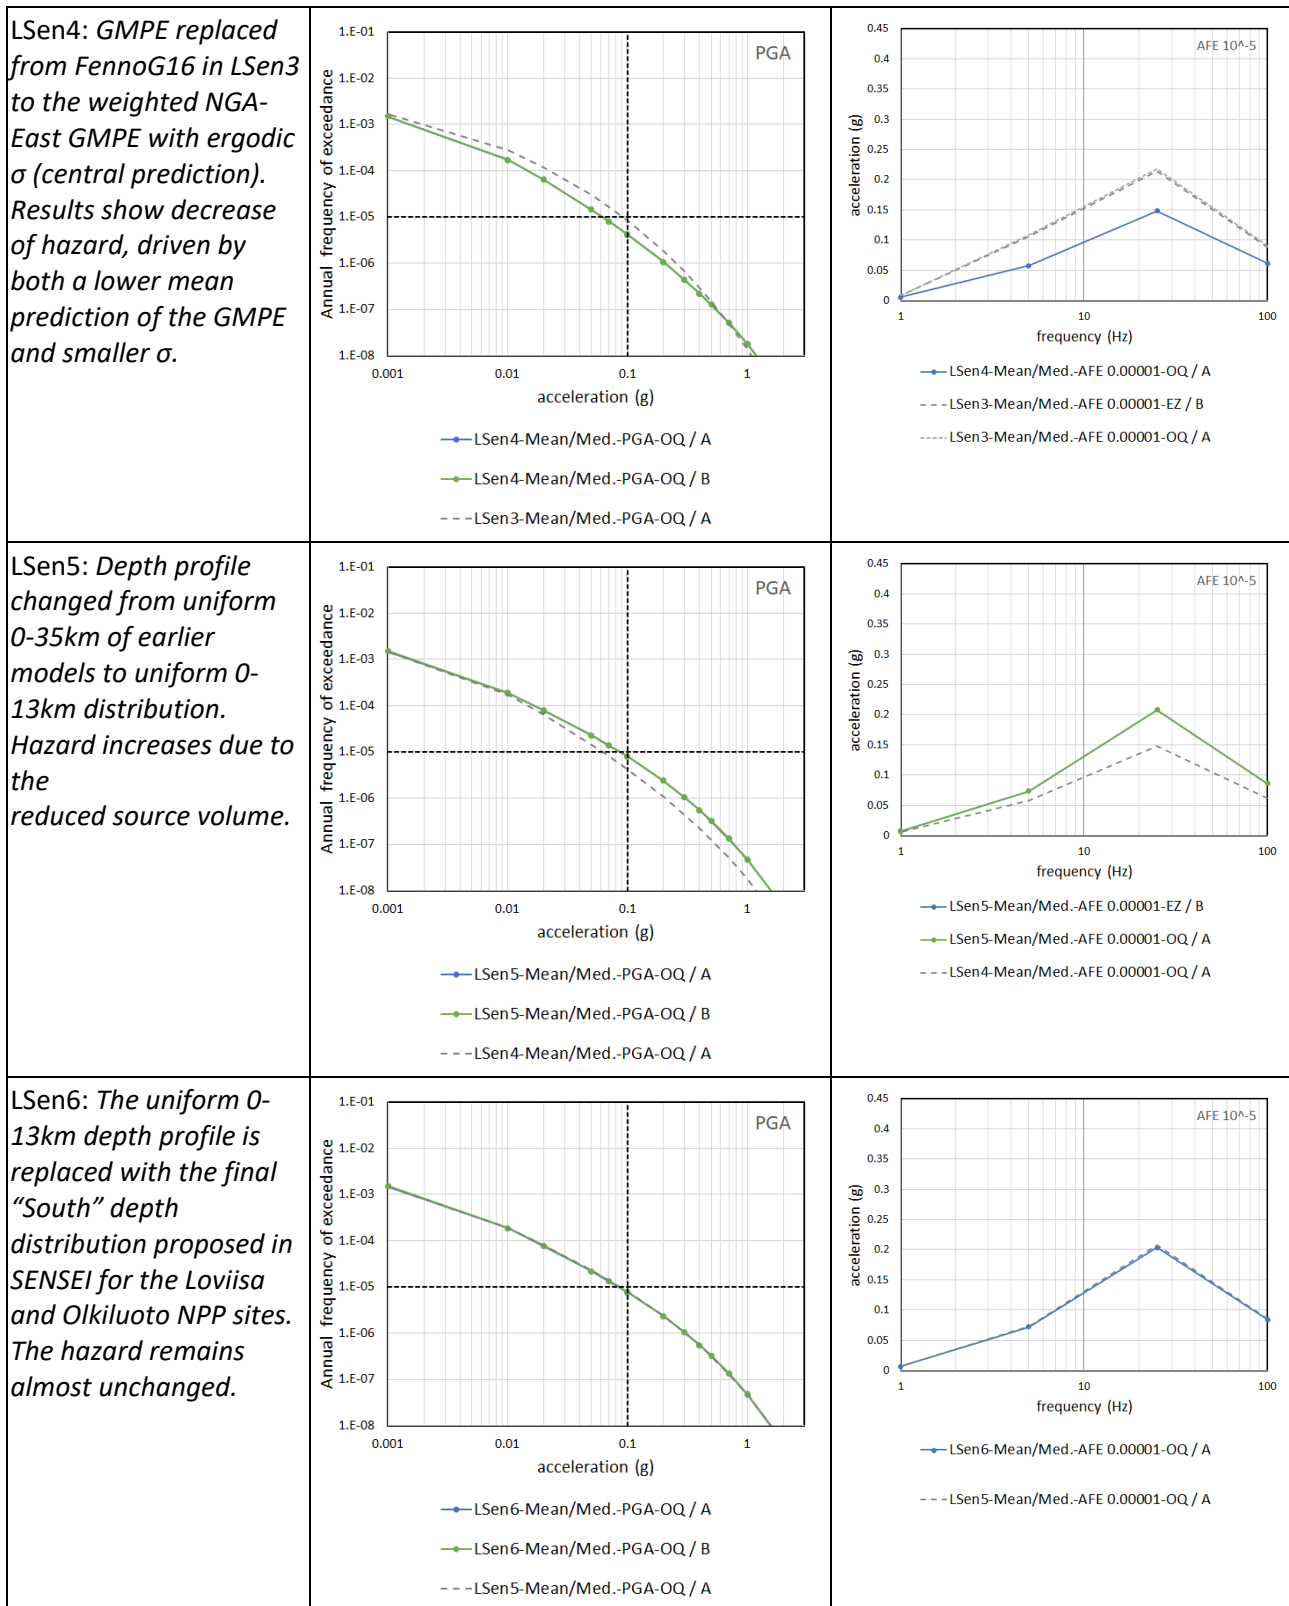 LSen4: GMPE replaced
from FennoG16 in LSen3
to the weighted NGA-
East GMPE with ergodic
σ (central prediction).
Results show decrease
of hazard, driven by
both a lower mean
prediction of the GMPE
and smaller σ.
Annual frequency of exceedance
1.E-01
1.E-02
1.E-03
1.E-04
1.E-05
1.E-06
1.E-07
1.E-08
PGA
0.001
0.01
0.1
1
acceleration (g)
LSen4-Mean/Med.-PGA-OQ / A
LSen4-Mean/Med.-PGA-OQ / B
LSen3-Mean/Med.-PGA-OQ / A
acceleration (g)
0.45
0.4
0.35
0.3
0.25
0.2
0.15
0.1
0.05
0
AFE 10^-5
1
10
100
frequency (Hz)
LSen4-Mean/Med.-AFE 0.00001-OQ / A
LSen3-Mean/Med.-AFE 0.00001-EZ / B
LSen3-Mean/Med.-AFE 0.00001-OQ / A
LSen5: Depth profile
changed from uniform
0-35km of earlier
models to uniform 0-
13km distribution.
Hazard increases due to
the
reduced source volume.
Annual frequency of exceedance
1.E-01
1.E-02
1.E-03
1.E-04
1.E-05
1.E-06
1.E-07
1.E-08
PGA
0.001
0.01
0.1
1
acceleration (g)
LSen5-Mean/Med.-PGA-OQ / A
LSen5-Mean/Med.-PGA-OQ / B
LSen4-Mean/Med.-PGA-OQ / A
acceleration (g)
0.45
0.4
0.35
0.3
0.25
0.2
0.15
0.1
0.05
0
AFE 10^-5
1
10
100
frequency (Hz)
LSen5-Mean/Med.-AFE 0.00001-EZ / B
LSen5-Mean/Med.-AFE 0.00001-OQ / A
LSen4-Mean/Med.-AFE 0.00001-OQ / A
LSen6: The uniform 0-
13km depth profile is
replaced with the final
“South” depth
distribution proposed in
SENSEI for the Loviisa
and Olkiluoto NPP sites.
The hazard remains
almost unchanged.
Annual frequency of exceedance
1.E-01
1.E-02
1.E-03
1.E-04
1.E-05
1.E-06
1.E-07
1.E-08
PGA
0.001
0.01
0.1
1
acceleration (g)
LSen6-Mean/Med.-PGA-OQ / A
LSen6-Mean/Med.-PGA-OQ / B
LSen5-Mean/Med.-PGA-OQ / A
acceleration (g)
0.45
0.4
0.35
0.3
0.25
0.2
0.15
0.1
0.05
0
AFE 10^-5
1
10
100
frequency (Hz)
LSen6-Mean/Med.-AFE 0.00001-OQ / A
LSen5-Mean/Med.-AFE 0.00001-OQ / A